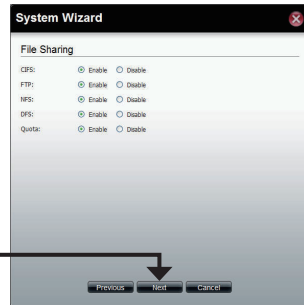 System Wizard
File Sharing
CIFS: Enable Disable
FTP: Enable Disable
NFS: Enable Disable
DFS: Enable Disable
Quota: Enable Disable
Previous Next Cancel